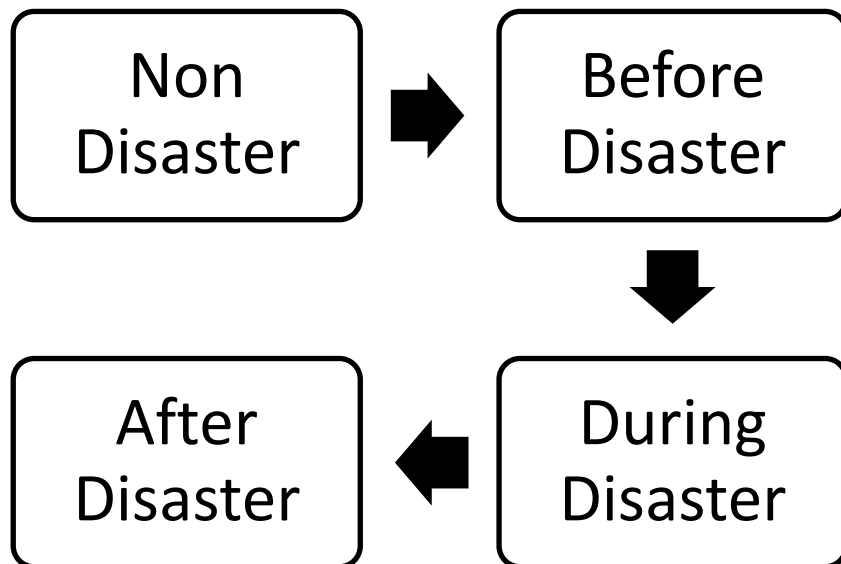 Non
Disaster
Before
Disaster
During
Disaster
After
Disaster